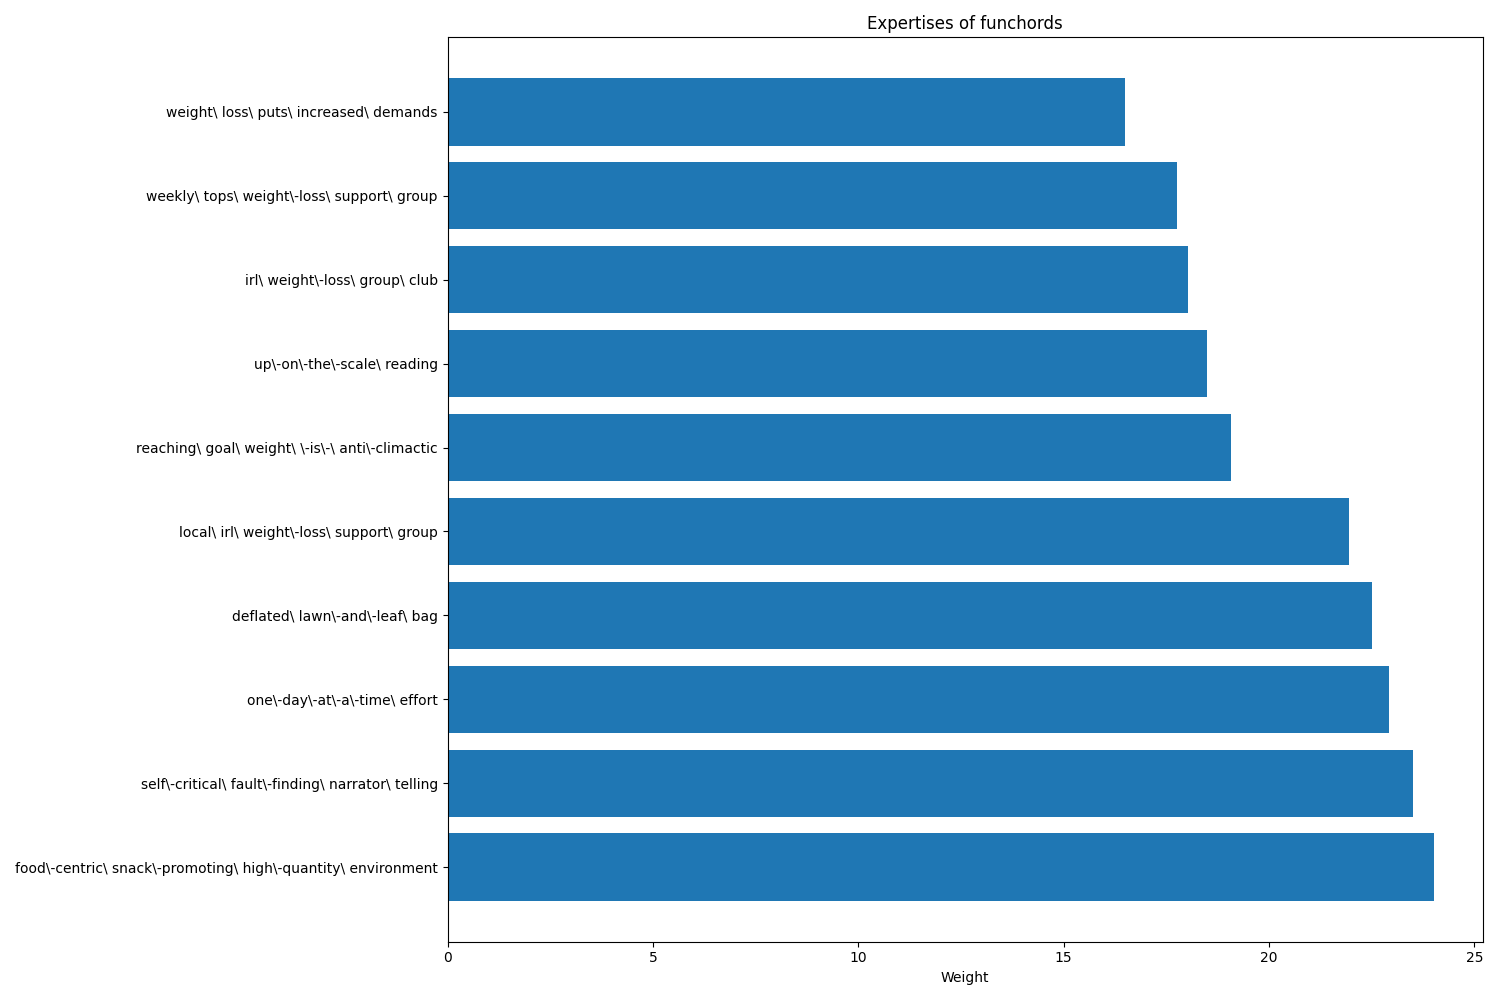 Expertises of funchords
weight\ loss\ puts\ increased\ demands
weekly\ tops\ weight\-loss\ support\ group
irl\ weight\-loss\ group\ club
up\-on\-the\-scale\ reading
reaching\ goal\ weight\ \-is\-\ anti\-climactic
local\ irl\ weight\-loss\ support\ group
deflated\ lawn\-and\-leaf\ bag
one\-day\-at\-a\-time\ effort
self\-critical\ fault\-finding\ narrator\ telling
food\-centric\ snack\-promoting\ high\-quantity\ environment
0 5 10 15 20 25
Weight